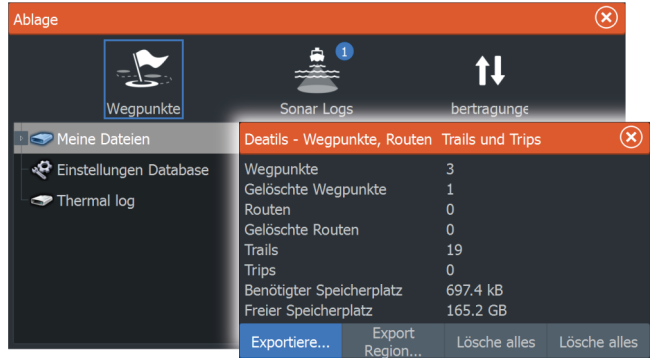 Ablage
1
Wegpunkte
Sonar Logs
bertragunge
Meine Dateien
Einstellungen Database
Thermal log
Deatils - Wegpunkte, Routen Trails und Trips
Wegpunkte 3
Gelöschte Wegpunkte 1
Routen 0
Gelöschte Routen 0
Trails 19
Trips 0
Benötigter Speicherplatz 697.4 kB
Freier Speicherplatz 165.2 GB
Exportiere...
Export
Region...
Lösche alles
Lösche alles